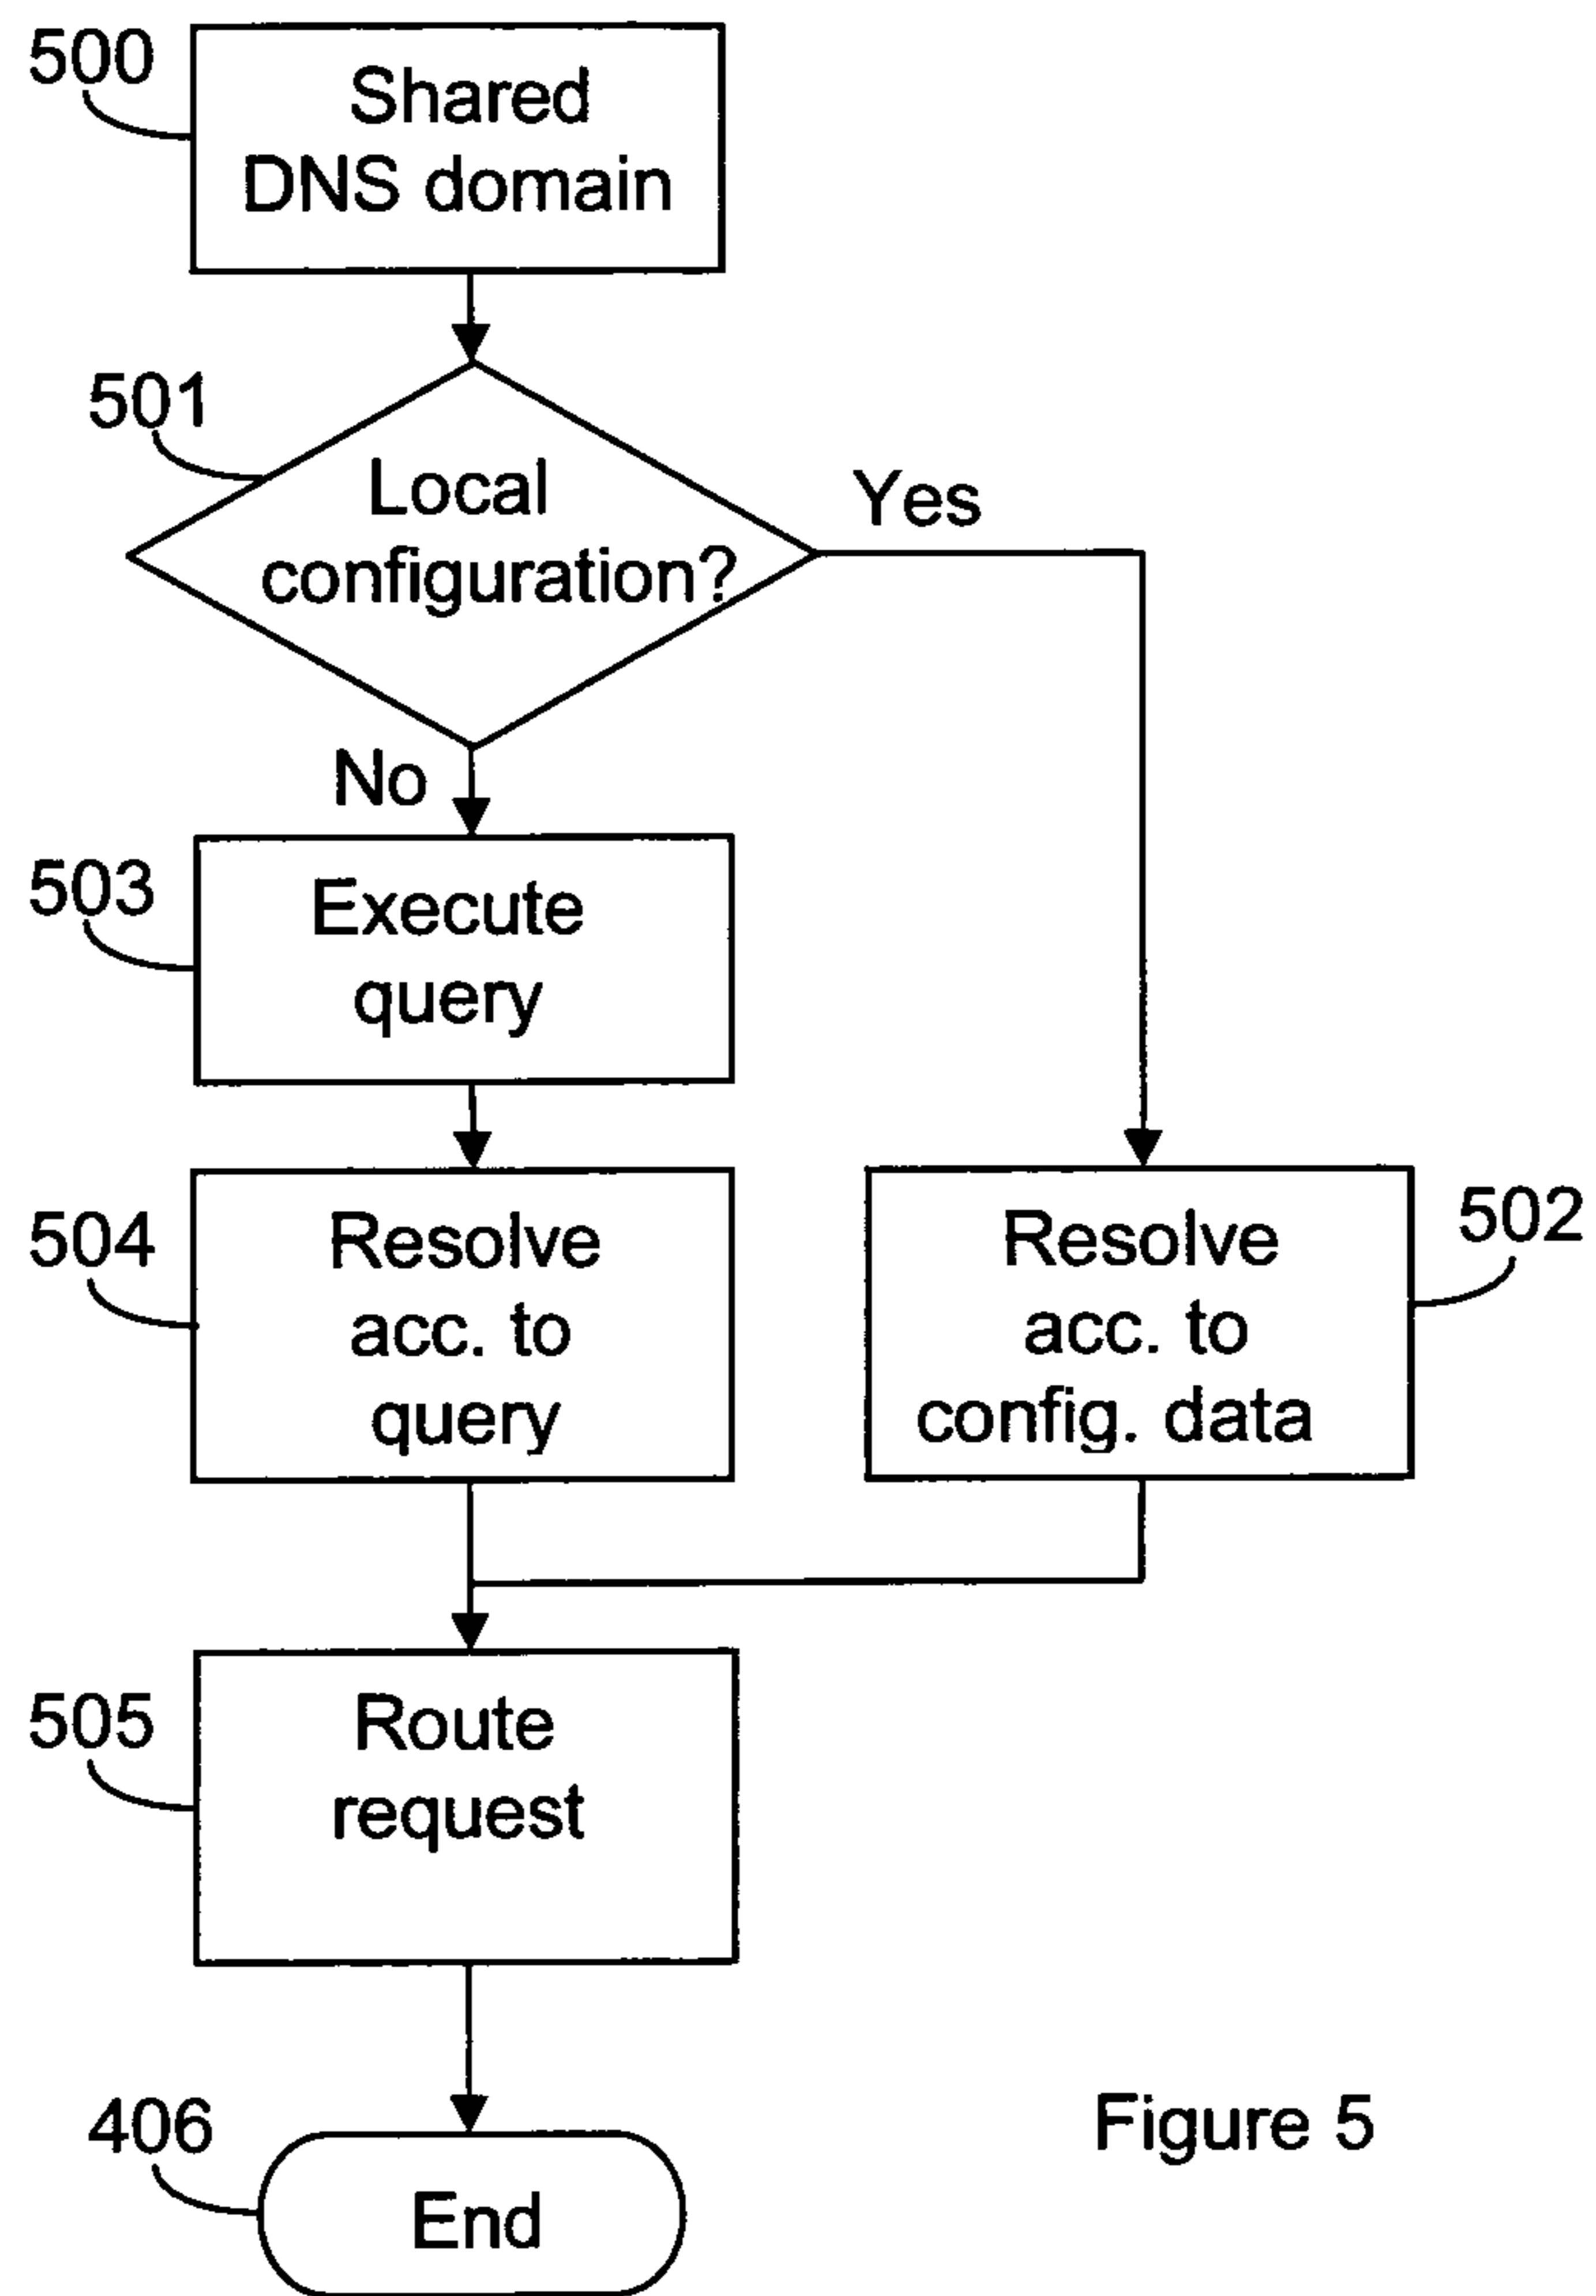 500
Shared
DNS domain
501
Local
configuration?
Yes
No
503
Execute
query
504
Resolve
acc. to
query
Resolve
acc. to
config. data
502
505
Route
request
406
End
Figure 5